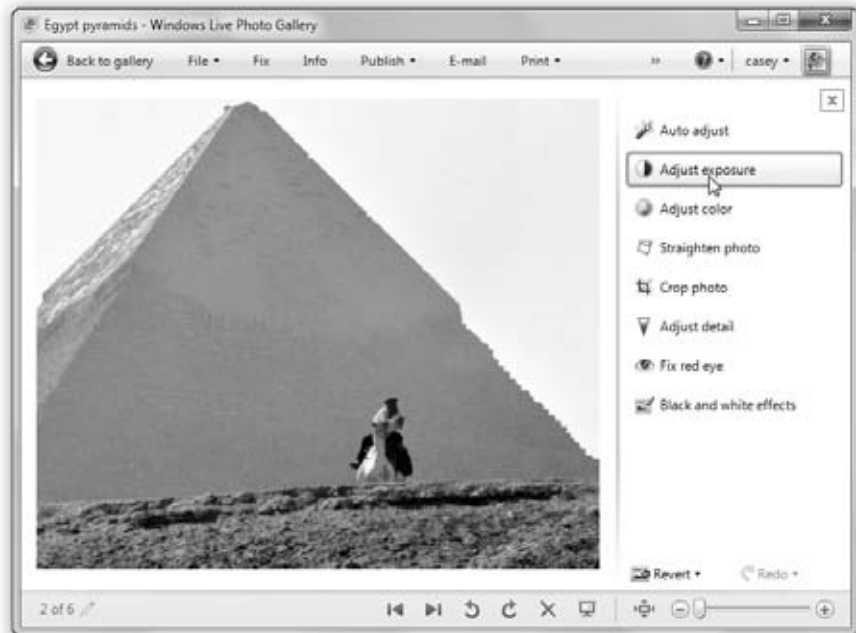 Egypt pyramids - Windows Live Photo Gallery
Back to gallery File Fix Info Publish E-mail Print » casey
Auto adjust
Adjust exposure
Adjust color
Straighten photo
Crop photo
Adjust detail
Fix red eye
Black and white effects
Revert Redo
2 of 6